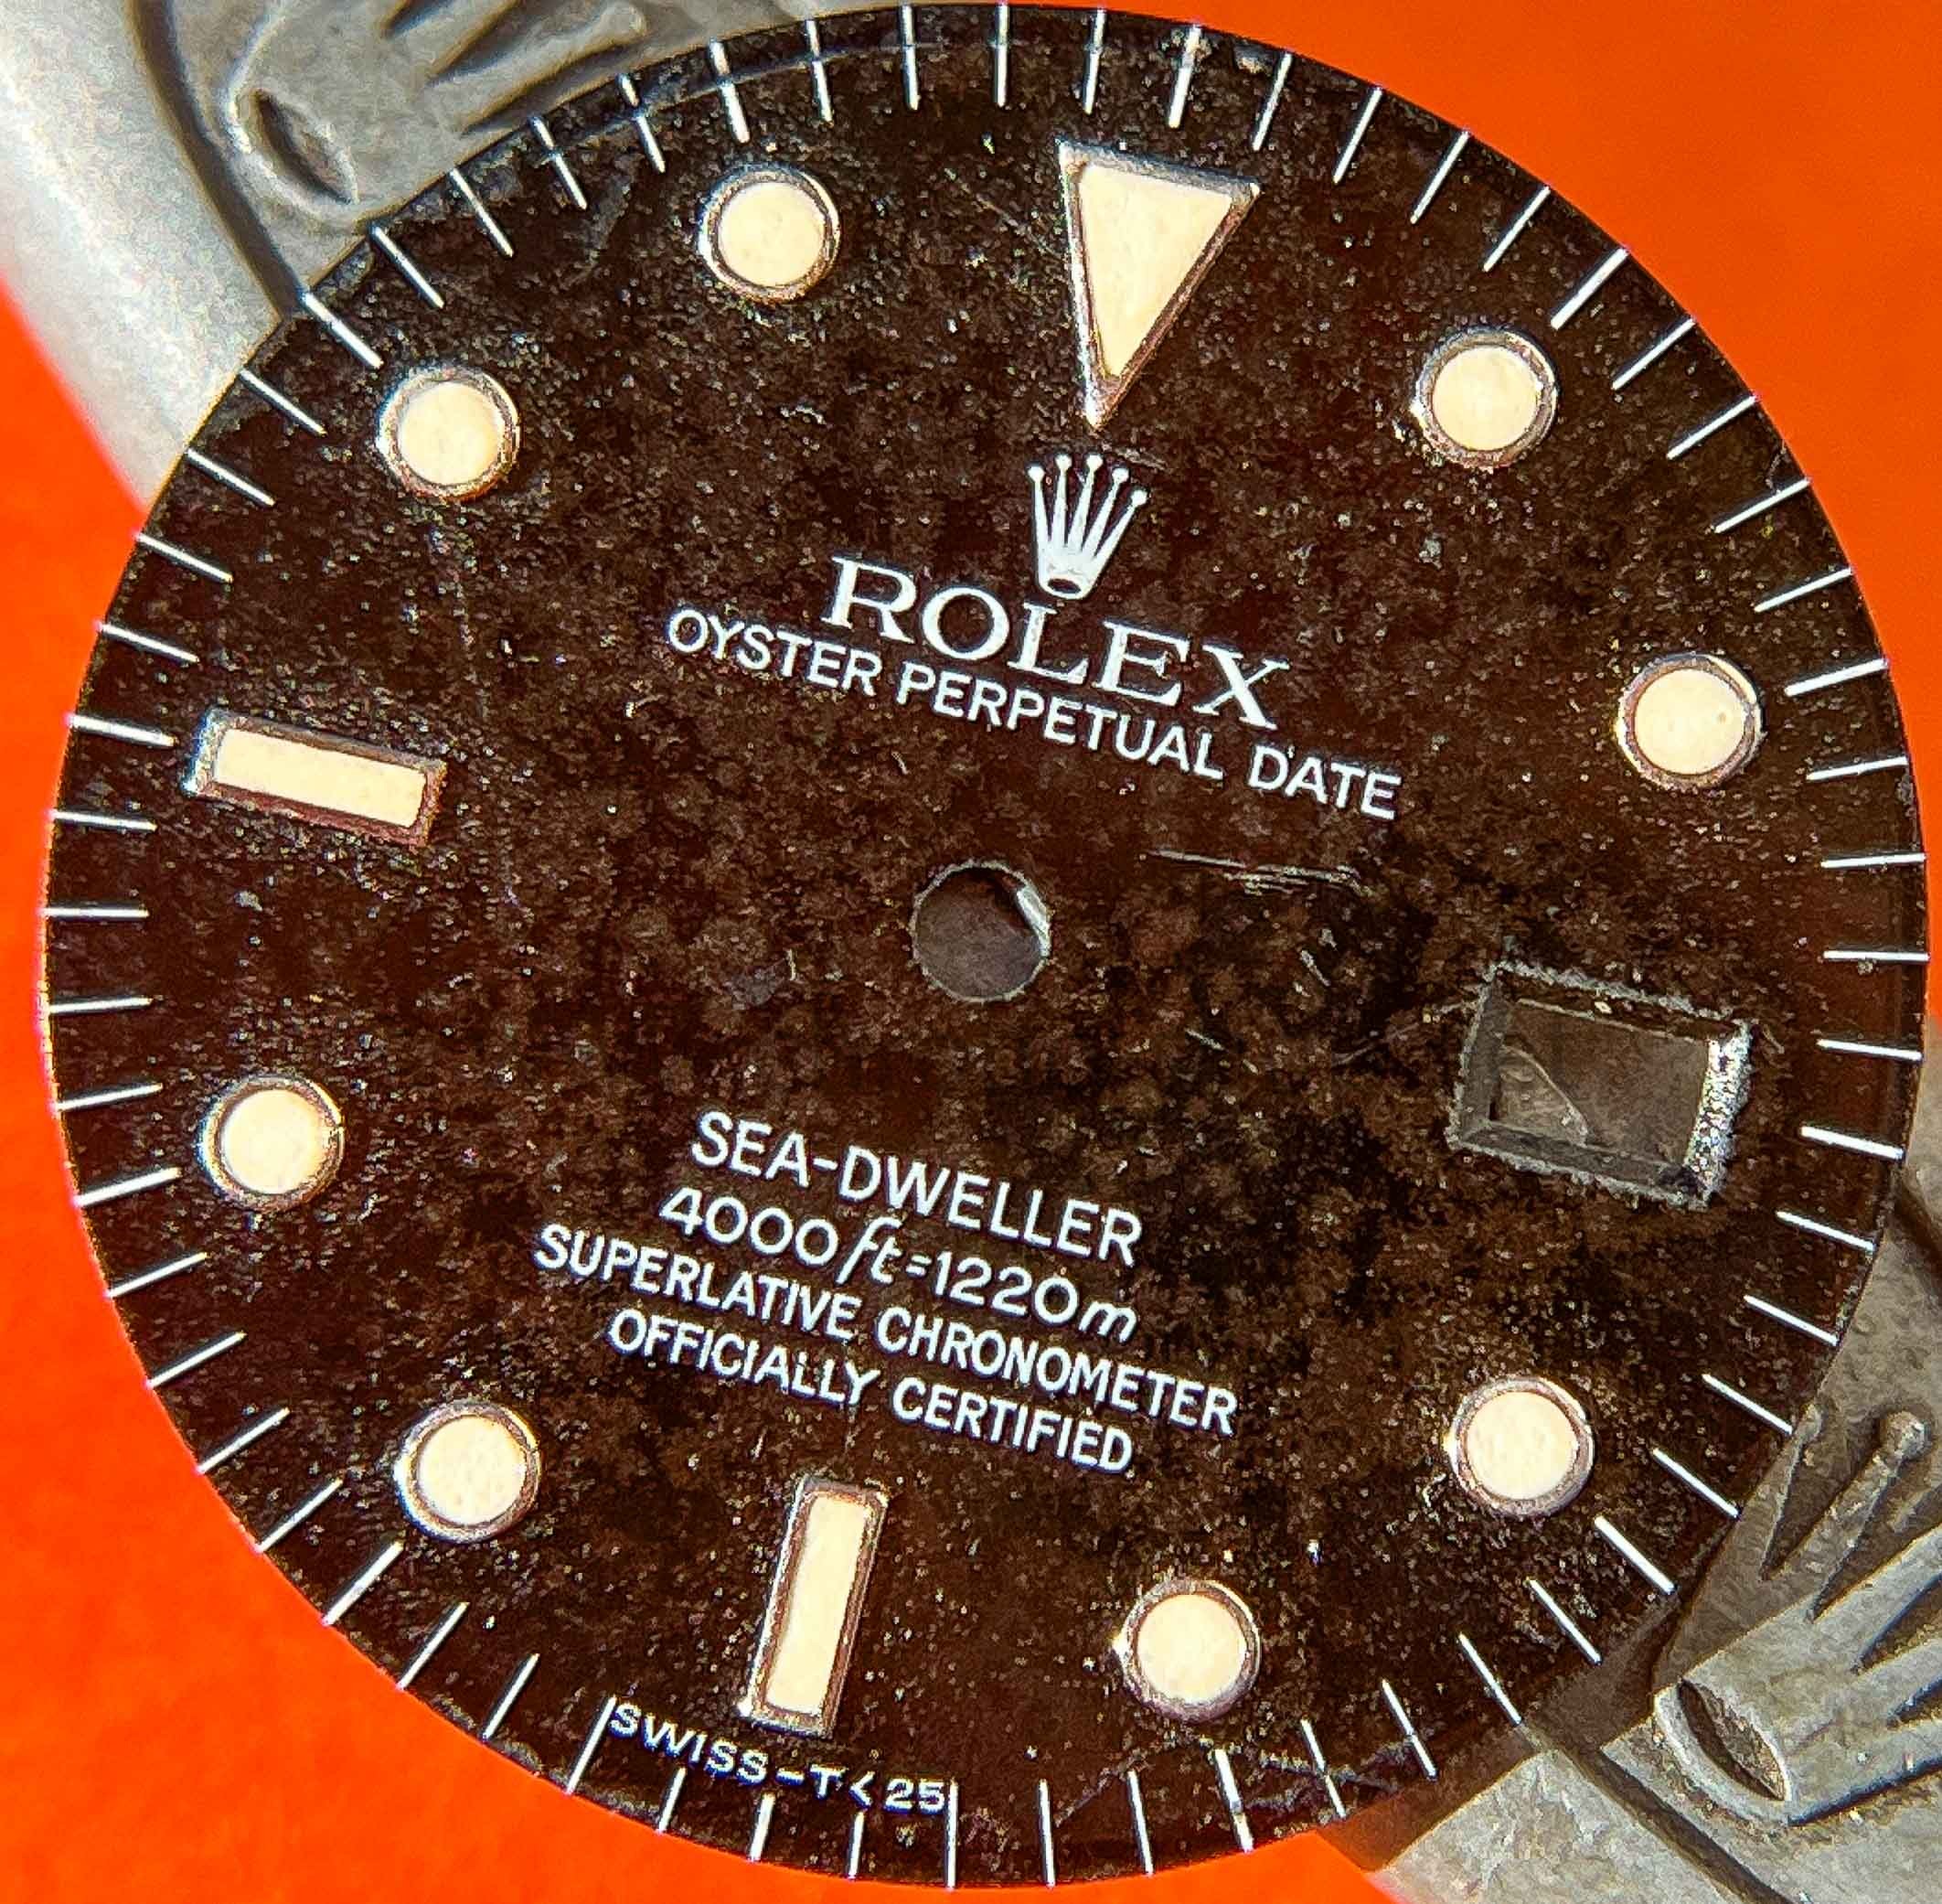 ROLEX
OYSTER PERPETUAL DATE
SEA-DWELLER
4000ft=1220m
SUPERLATIVE CHRONOMETER
OFFICIALLY CERTIFIED
SWISS-T<25